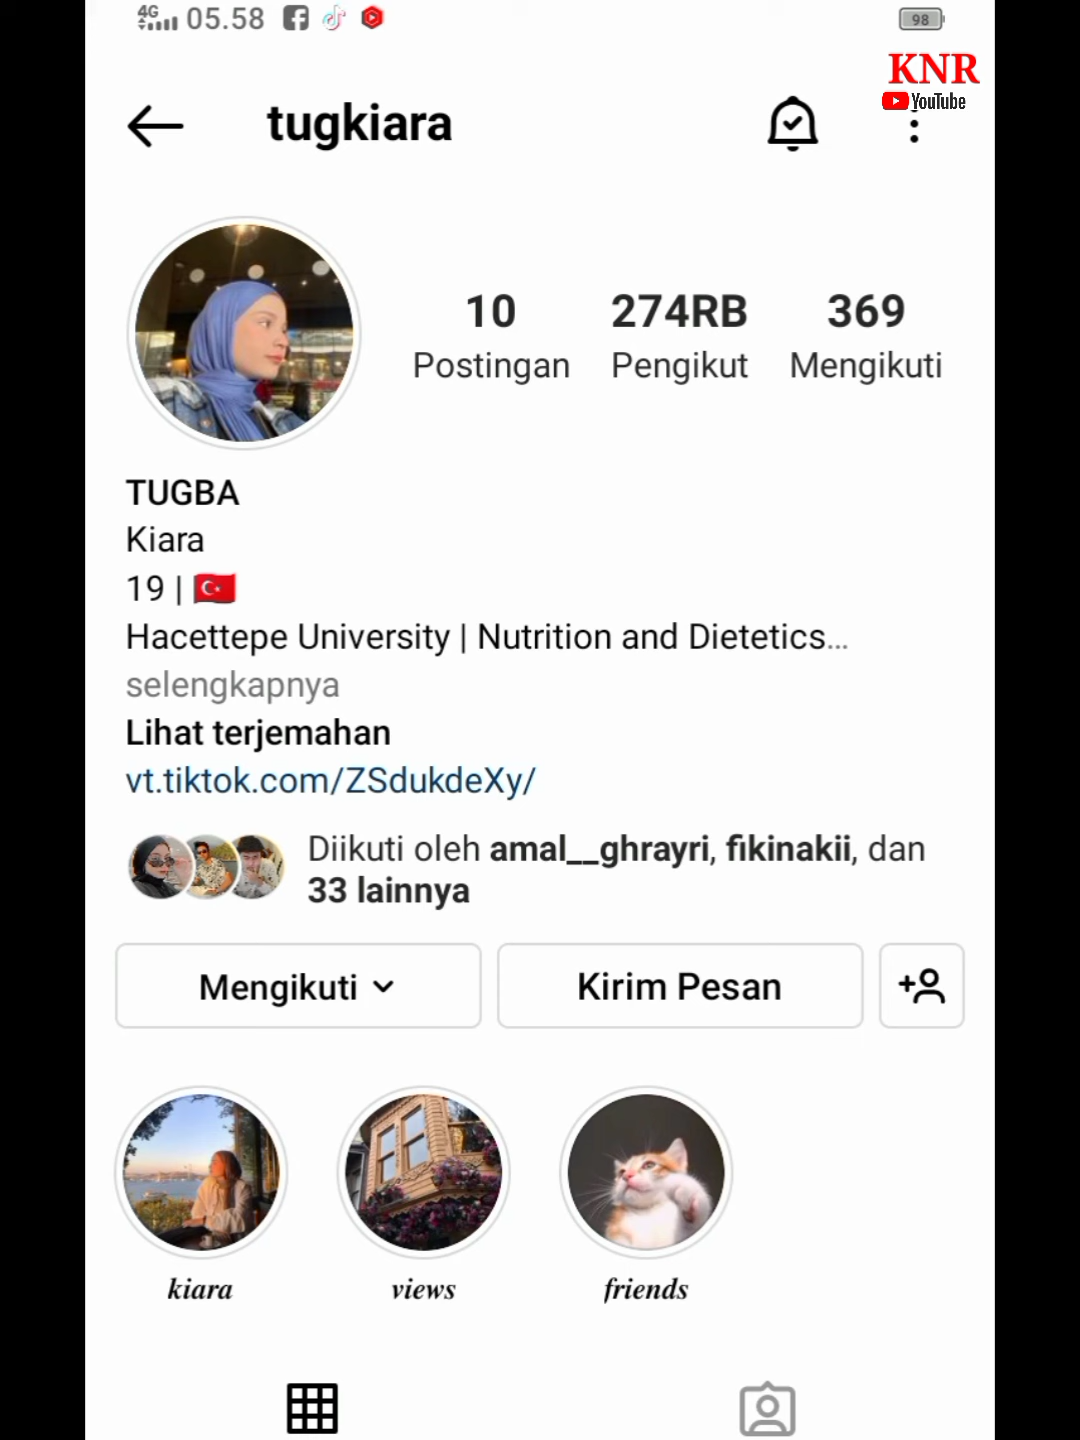 4G 05.58 98
KNR
YouTube
tugkiara
10 274RB 369
Postingan Pengikut Mengikuti
TUGBA
Kiara
19 |
Hacettepe University | Nutrition and Dietetics...
selengkapnya
Lihat terjemahan
vt.tiktok.com/ZSdukdeXy/
Diikuti oleh amal__ghrayri, fikinakii, dan
33 lainnya
Mengikuti Kirim Pesan
kiara views friends